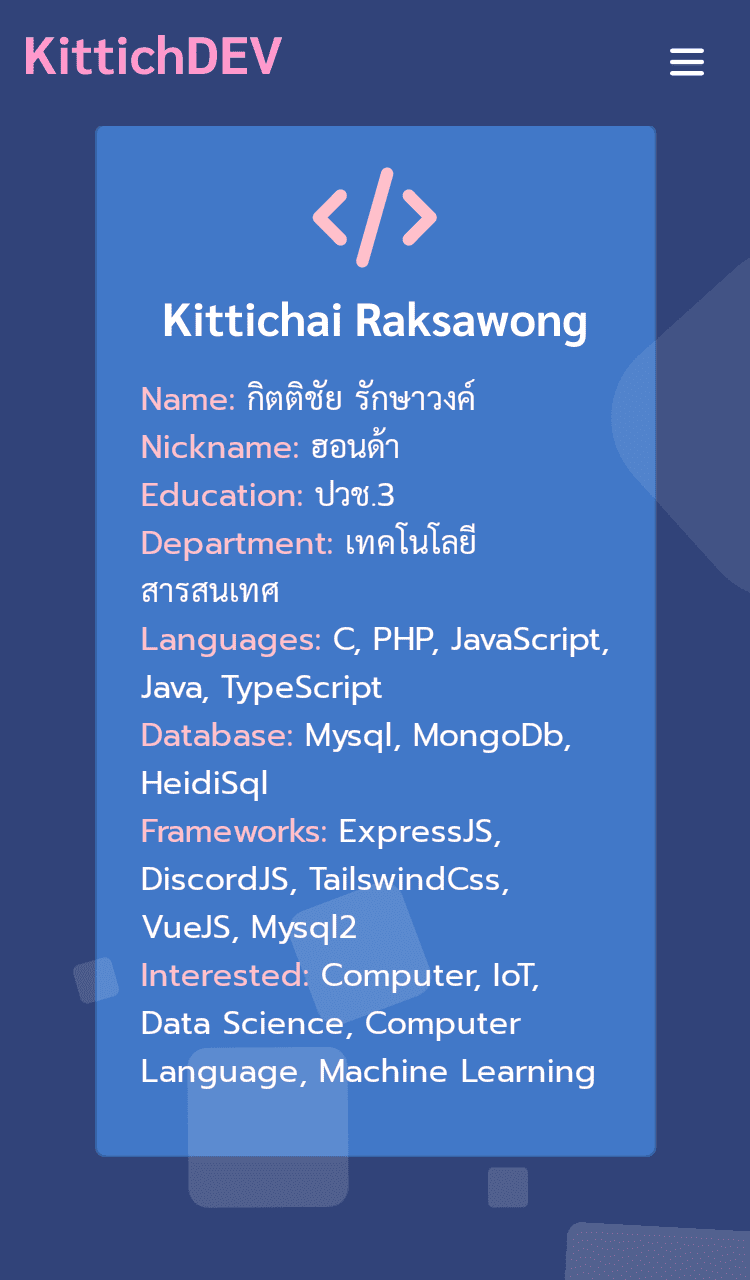 KittichDEV
Kittichai Raksawong
Name: กิตติชัย รักษาวงค์
Nickname: ฮอนด้า
Education: ปวช.3
Department: เทคโนโลยี
สารสนเทศ
Languages: C, PHP, JavaScript,
Java, TypeScript
Database: Mysql, MongoDb,
HeidiSql
Frameworks: ExpressJS,
DiscordJS, TailswindCss,
VueJS, Mysql2
Interested: Computer, IoT,
Data Science, Computer
Language, Machine Learning